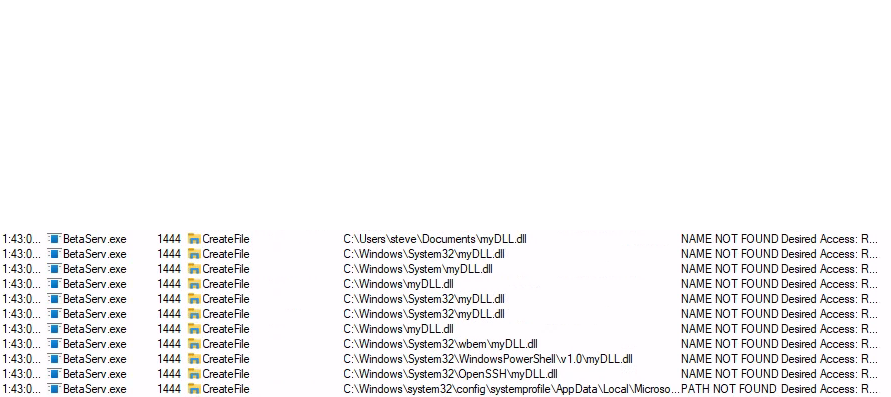 1:43:0... BetaServ.exe 1444 CreateFile C:\Users\steve\Documents\myDLL.dll NAME NOT FOUND Desired Access: R...
1:43:0... BetaServ.exe 1444 CreateFile C:\Windows\System32\myDLL.dll NAME NOT FOUND Desired Access: R...
1:43:0... BetaServ.exe 1444 CreateFile C:\Windows\System\myDLL.dll NAME NOT FOUND Desired Access: R...
1:43:0... BetaServ.exe 1444 CreateFile C:\Windows\myDLL.dll NAME NOT FOUND Desired Access: R...
1:43:0... BetaServ.exe 1444 CreateFile C:\Windows\System32\myDLL.dll NAME NOT FOUND Desired Access: R...
1:43:0... BetaServ.exe 1444 CreateFile C:\Windows\System32\myDLL.dll NAME NOT FOUND Desired Access: R...
1:43:0... BetaServ.exe 1444 CreateFile C:\Windows\myDLL.dll NAME NOT FOUND Desired Access: R...
1:43:0... BetaServ.exe 1444 CreateFile C:\Windows\System32\wbem\myDLL.dll NAME NOT FOUND Desired Access: R...
1:43:0... BetaServ.exe 1444 CreateFile C:\Windows\System32\WindowsPowerShell\v1.0\myDLL.dll NAME NOT FOUND Desired Access: R...
1:43:0... BetaServ.exe 1444 CreateFile C:\Windows\System32\OpenSSH\myDLL.dll NAME NOT FOUND Desired Access: R...
1:43:0... BetaServ.exe 1444 CreateFile C:\Windows\system32\config\systemprofile\AppData\Local\Microso... PATH NOT FOUND Desired Access: R...